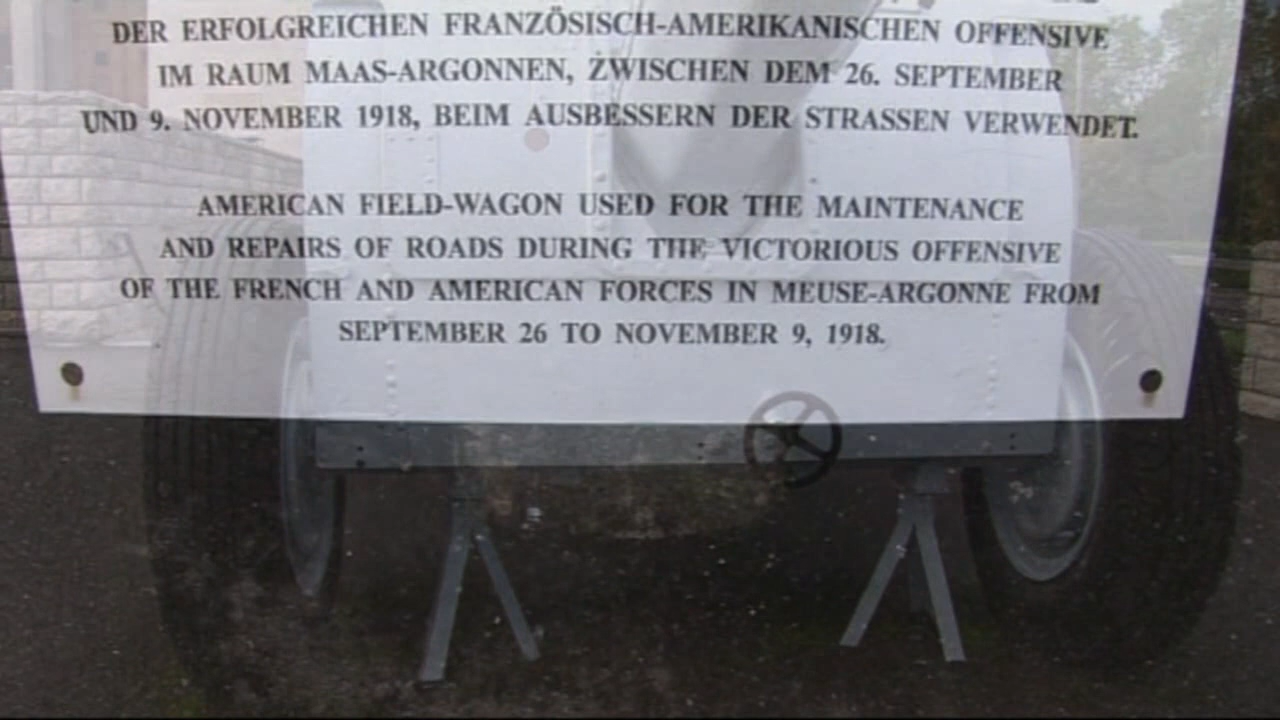 DER ERFOLGREICHEN FRANZÖSISCH-AMERIKANISCHEN OFFENSIVE
IM RAUM MAAS-ARGONNEN, ZWISCHEN DEM 26. SEPTEMBER
UND 9. NOVEMBER 1918, BEIM AUSBESSERN DER STRASSEN VERWENDET.
AMERICAN FIELD-WAGON USED FOR THE MAINTENANCE
AND REPAIRS OF ROADS DURING THE VICTORIOUS OFFENSIVE
OF THE FRENCH AND AMERICAN FORCES IN MEUSE-ARGONNE FROM
SEPTEMBER 26 TO NOVEMBER 9, 1918.